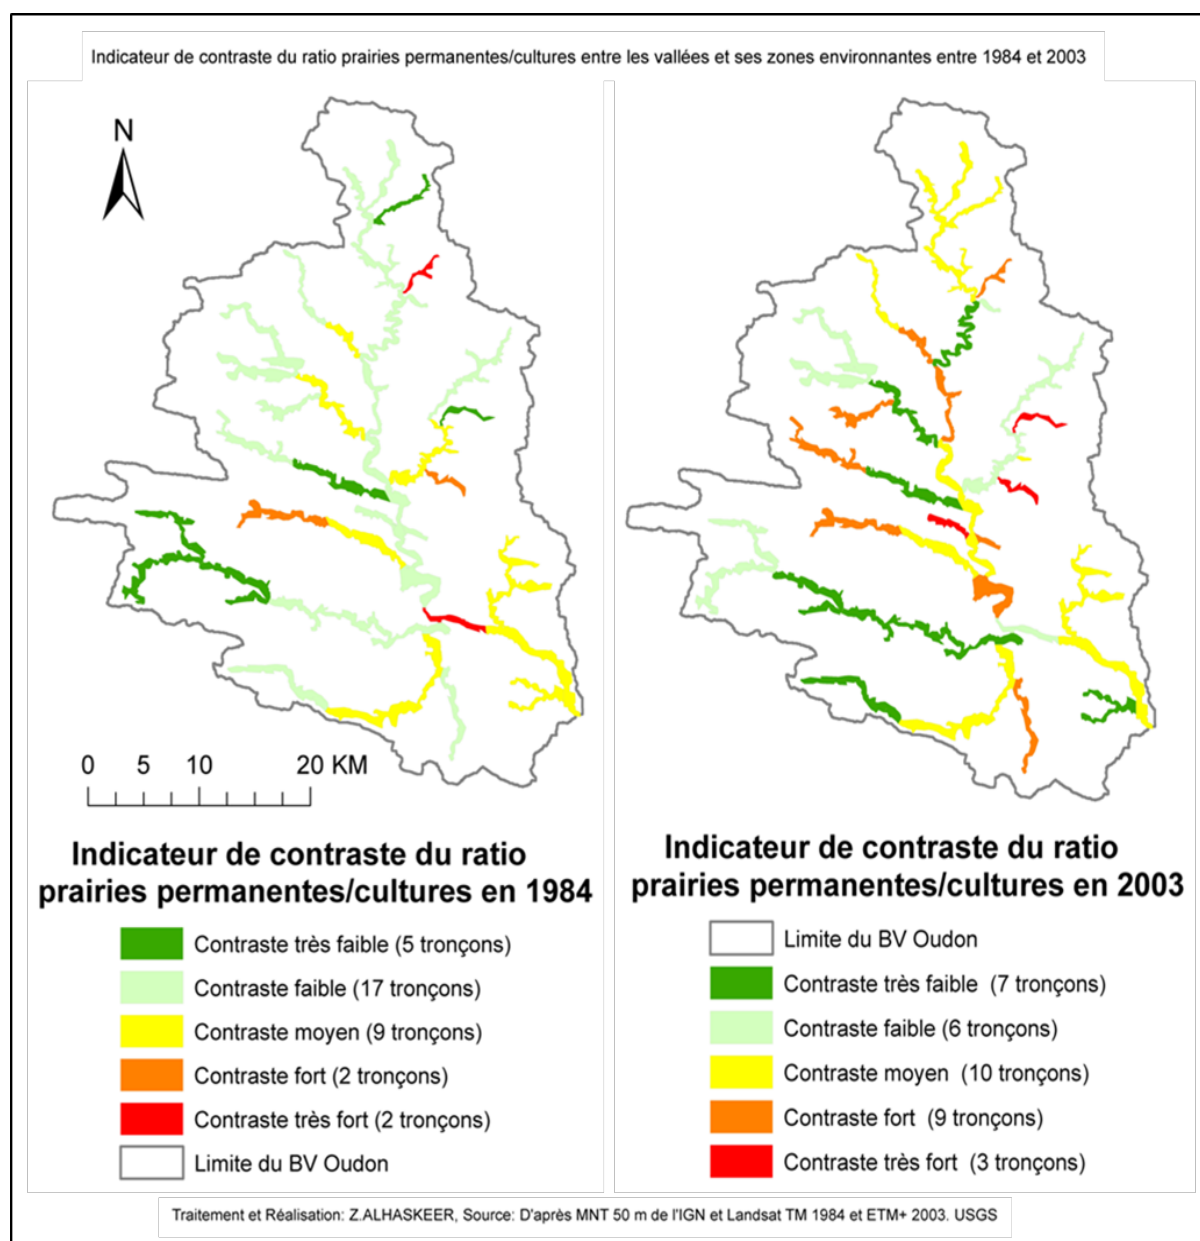 Indicateur de contraste du ratio prairies permanentes/cultures entre les vallées et ses zones environnantes entre 1984 et 2003
N
0 5 10 20 KM
Indicateur de contraste du ratio
prairies permanentes/cultures en 1984
Contraste très faible (5 tronçons)
Contraste faible (17 tronçons)
Contraste moyen (9 tronçons)
Contraste fort (2 tronçons)
Contraste très fort (2 tronçons)
Limite du BV Oudon
Indicateur de contraste du ratio
prairies permanentes/cultures en 2003
Limite du BV Oudon
Contraste très faible (7 tronçons)
Contraste faible (6 tronçons)
Contraste moyen (10 tronçons)
Contraste fort (9 tronçons)
Contraste très fort (3 tronçons)
Traitement et Réalisation: Z.ALHASKEER, Source: D'après MNT 50 m de l'IGN et Landsat TM 1984 et ETM+ 2003. USGS